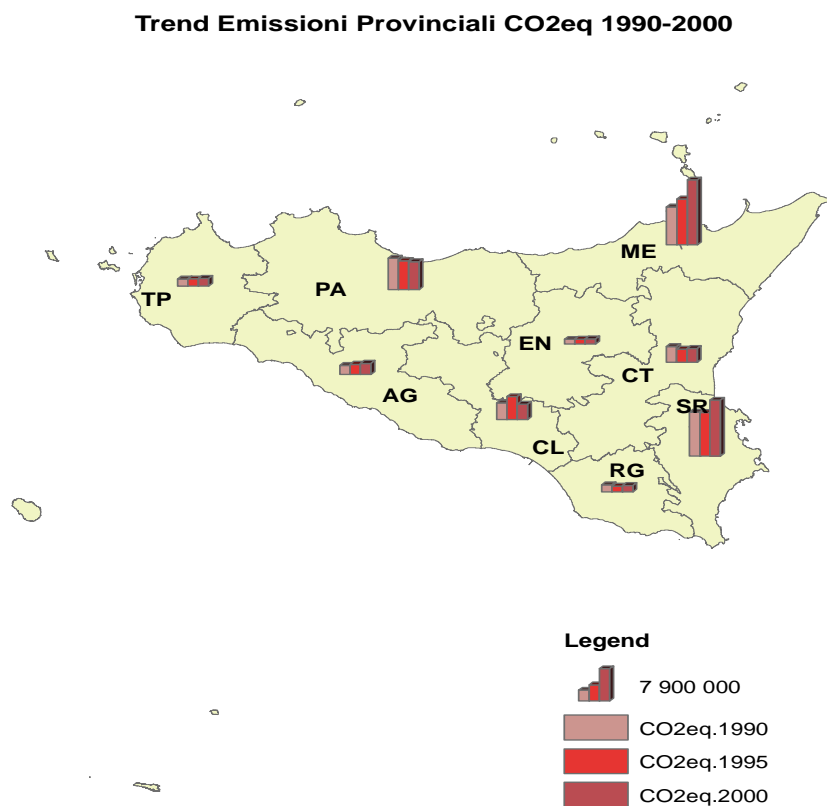 Trend Emissioni Provinciali CO2eq 1990-2000
ME
TP
PA
EN
CT
AG
SR
CL
RG
Legend
7 900 000
CO2eq.1990
CO2eq.1995
CO2eq.2000